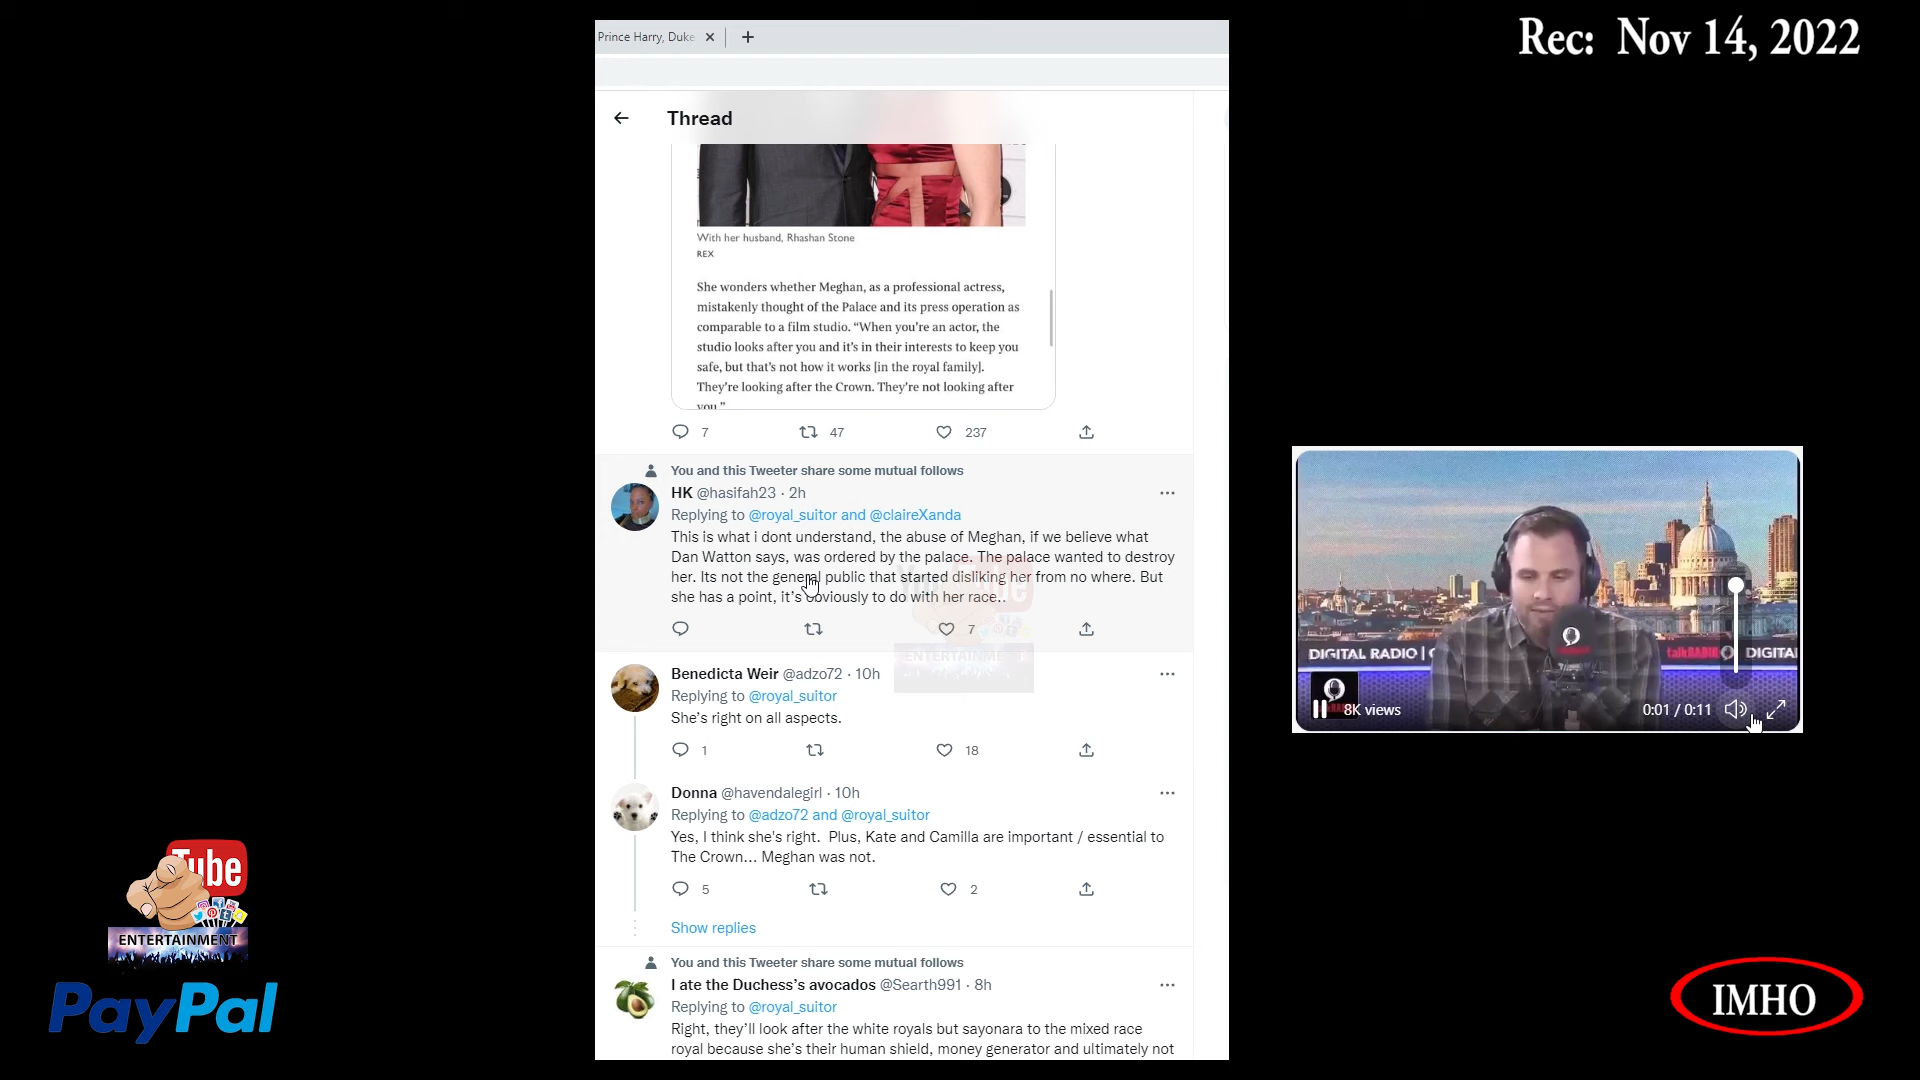 Rec: Nov 14, 2022
Prince Harry, Duke
Thread
With her husband, Rhashan Stone
REX
She wonders whether Meghan, as a professional actress,
mistakenly thought of the Palace and its press operation as
comparable to a film studio. “When you’re an actor, the
studio looks after you and it’s in their interests to keep you
safe, but that’s not how it works [in the royal family].
They’re looking after the Crown. They’re not looking after
you.”
7 47 237
You and this Tweeter share some mutual follows
HK @hasifah23 · 2h
Replying to @royal_suitor and @claireXanda
This is what i dont understand, the abuse of Meghan, if we believe what
Dan Watton says, was ordered by the palace. The palace wanted to destroy
her. Its not the general public that started disliking her from no where. But
she has a point, it’s obviously to do with her race..
7
ENTERTAINMENT
Benedicta Weir @adzo72 · 10h
Replying to @royal_suitor
She’s right on all aspects.
1 18
Donna @havendalegirl · 10h
Replying to @adzo72 and @royal_suitor
Yes, I think she's right. Plus, Kate and Camilla are important / essential to
The Crown... Meghan was not.
5 2
Show replies
You and this Tweeter share some mutual follows
I ate the Duchess’s avocados @Searth991 · 8h
Replying to @royal_suitor
Right, they’ll look after the white royals but sayonara to the mixed race
royal because she’s their human shield, money generator and ultimately not
DIGITAL RADIO |
talkRADIO
DIGITA
8K views
0:01 / 0:11
Tube
ENTERTAINMENT
PayPal
IMHO